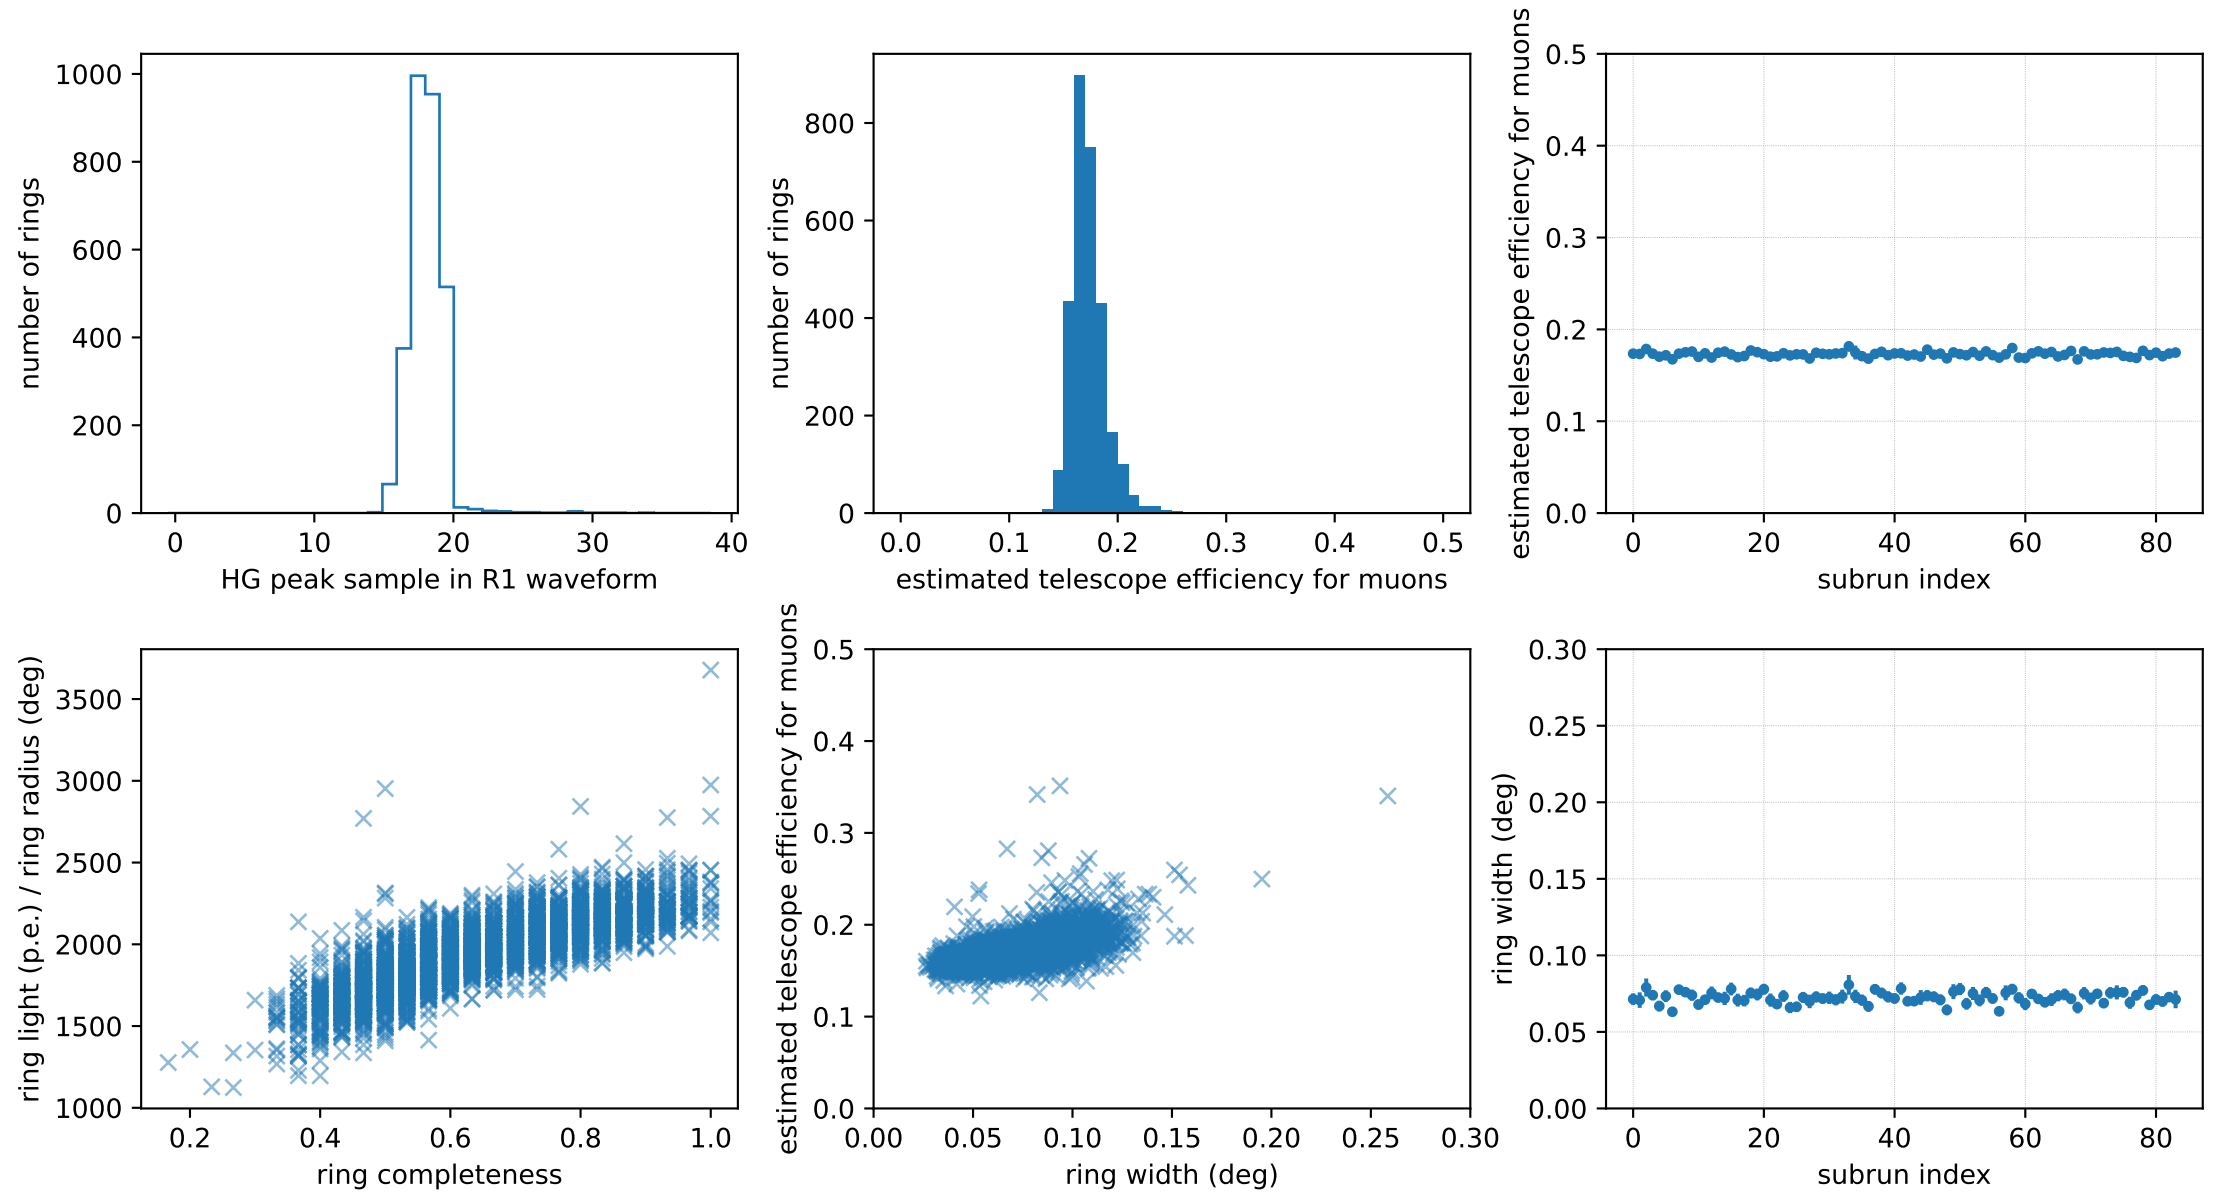 1000
800
600
400
200
0
number of rings
0 10 20 30 40
HG peak sample in R1 waveform
800
600
400
200
0
number of rings
0.0 0.1 0.2 0.3 0.4 0.5
estimated telescope efficiency for muons
0.5
0.4
0.3
0.2
0.1
0.0
estimated telescope efficiency for muons
0 20 40 60 80
subrun index
3500
3000
2500
2000
1500
1000
ring light (p.e.) / ring radius (deg)
0.2 0.4 0.6 0.8 1.0
ring completeness
0.5
0.4
0.3
0.2
0.1
0.0
estimated telescope efficiency for muons
0.00 0.05 0.10 0.15 0.20 0.25 0.30
ring width (deg)
0.30
0.25
0.20
0.15
0.10
0.05
0.00
ring width (deg)
0 20 40 60 80
subrun index